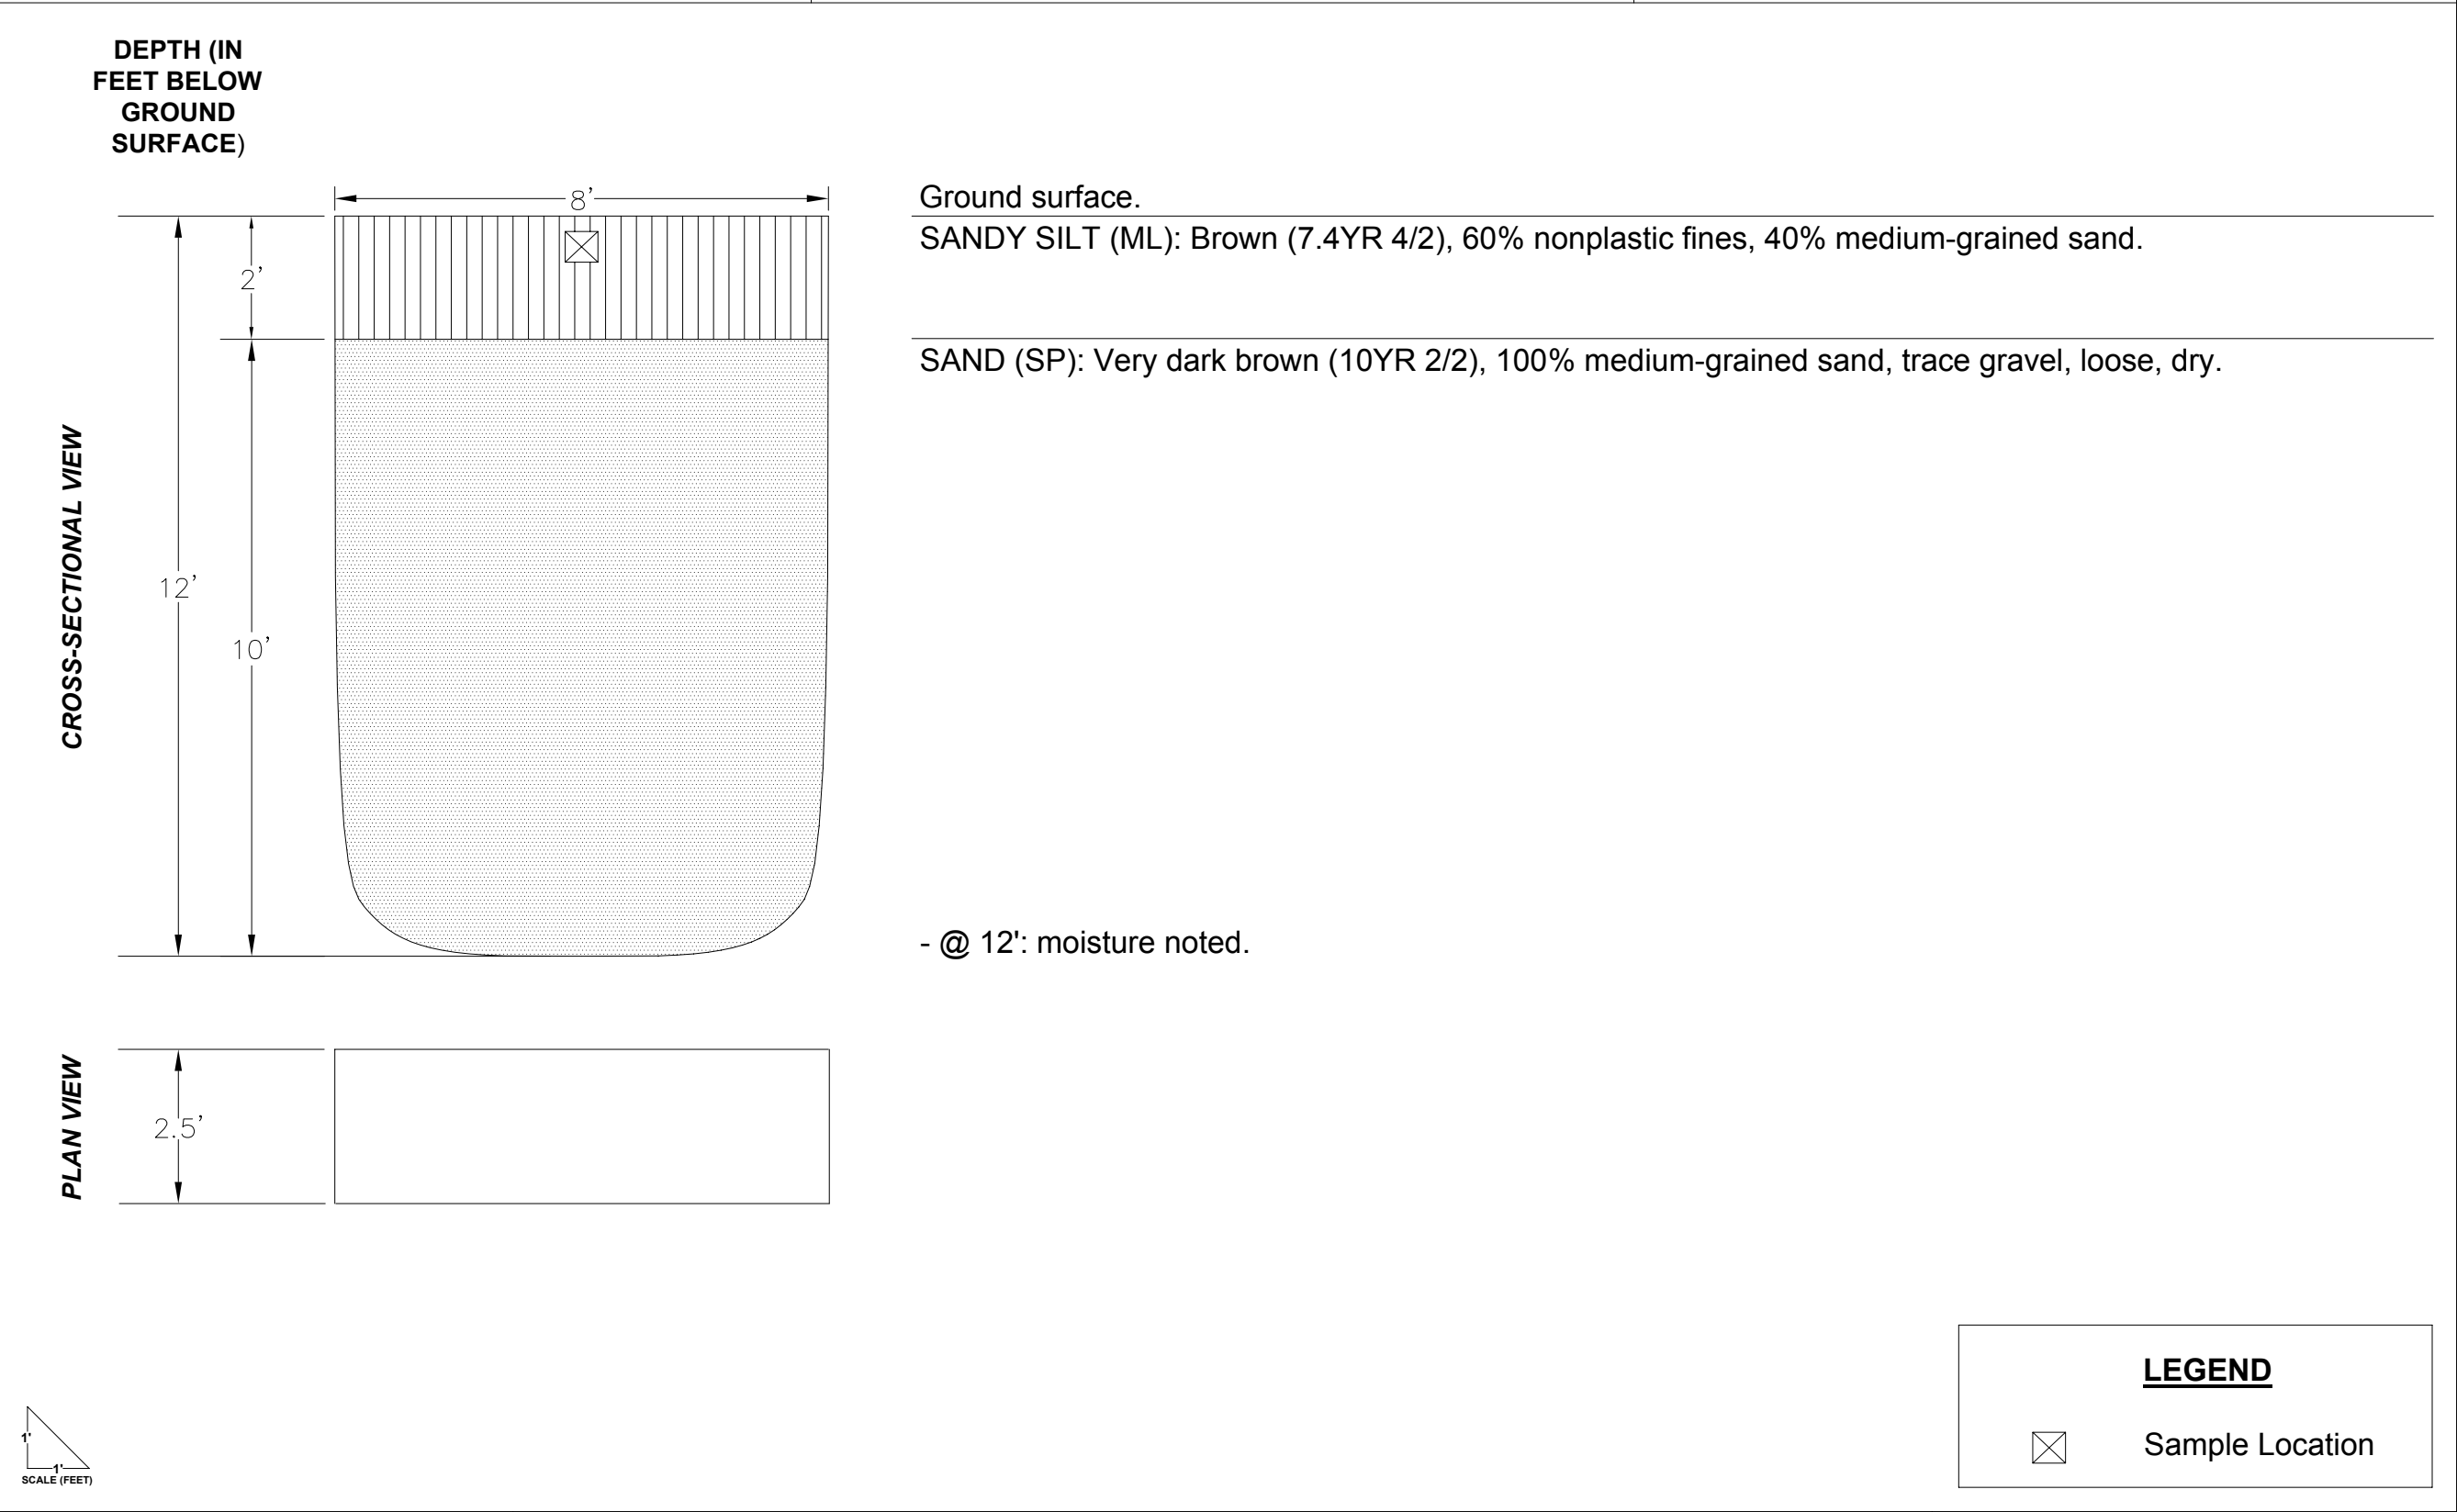 DEPTH (IN
FEET BELOW
GROUND
SURFACE)
8'
Ground surface.
SANDY SILT (ML): Brown (7.4YR 4/2), 60% nonplastic fines, 40% medium-grained sand.
2'
SAND (SP): Very dark brown (10YR 2/2), 100% medium-grained sand, trace gravel, loose, dry.
CROSS-SECTIONAL VIEW
12'
10'
- @ 12': moisture noted.
PLAN VIEW
2.5'
LEGEND
Sample Location
1'
1'
SCALE (FEET)